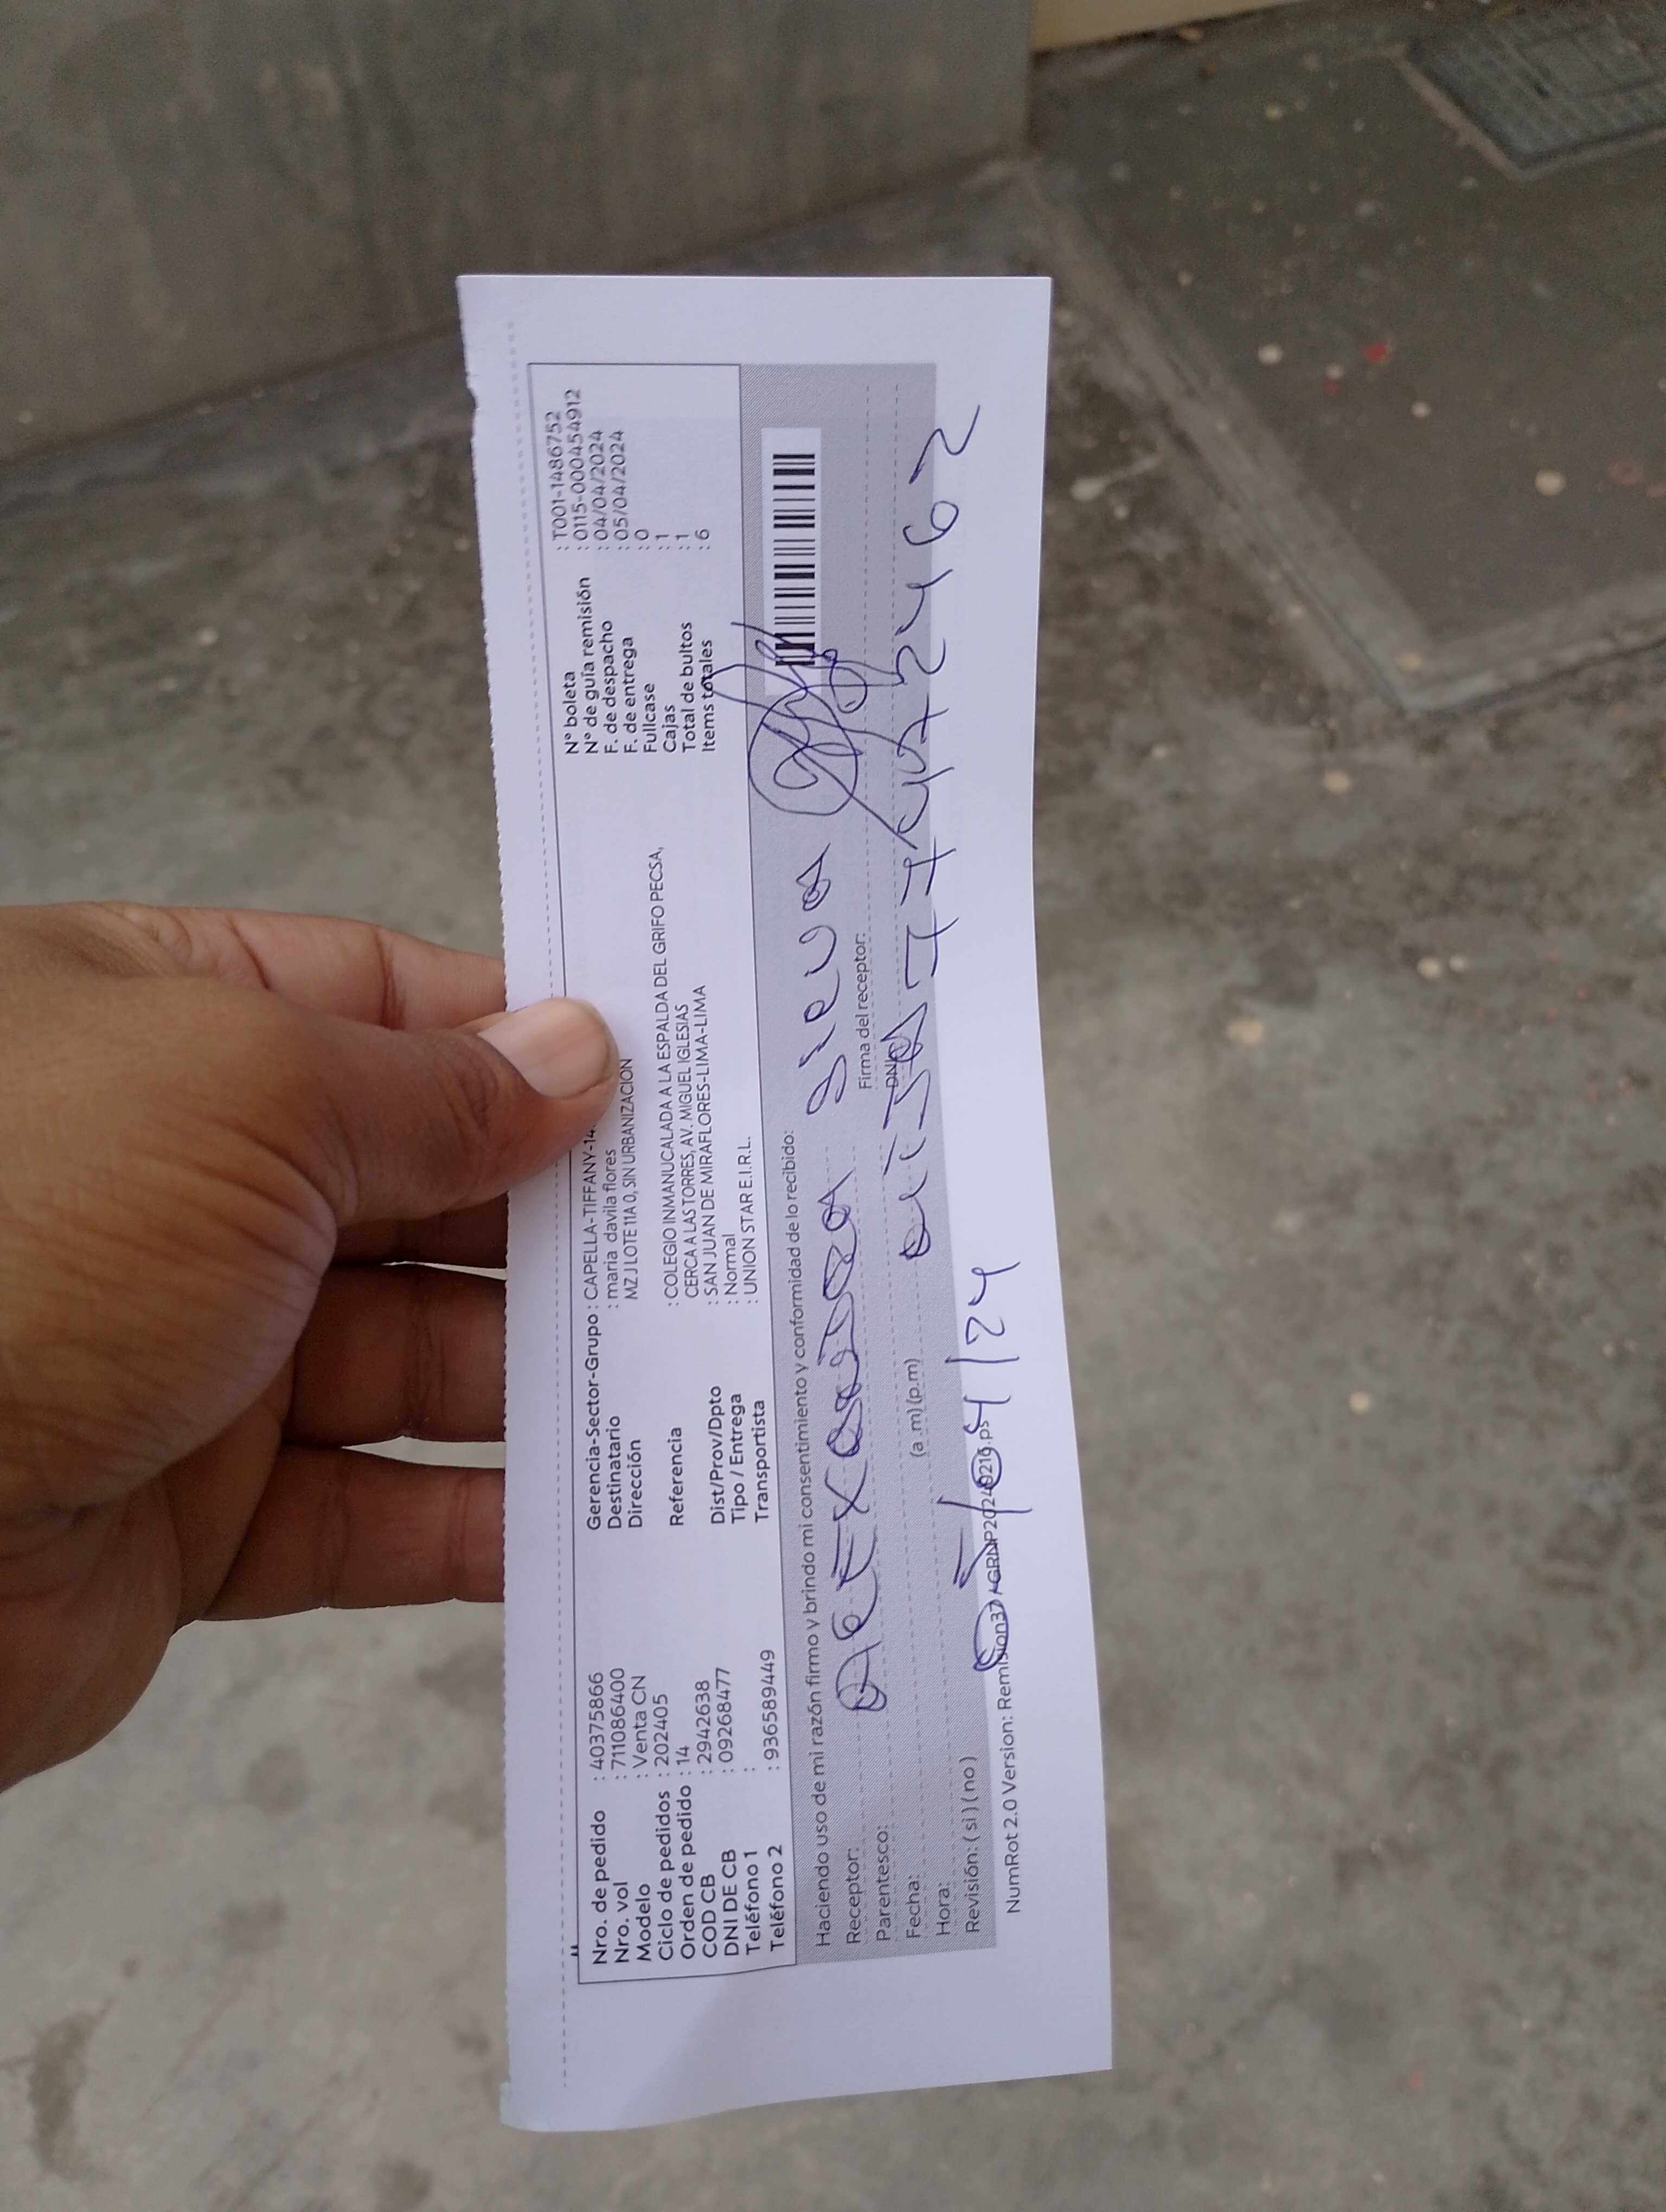 Nro. de pedido : 40375866 Gerencia-Sector-Grupo : CAPELLA-TIFFANY-14 N° boleta : T001-1486752
Nro. vol : 711086400 Destinatario : maria davila flores N° de guía remisión : 0115-000454912
Modelo : Venta CN Dirección MZ J LOTE 11A 0, SIN URBANIZACION F. de despacho : 04/04/2024
Ciclo de pedidos : 202405 F. de entrega : 05/04/2024
Orden de pedido : 14 Referencia : COLEGIO INMANUCALADA A LA ESPALDA DEL GRIFO PECSA, Fullcase : 0
COD CB : 2942638 CERCA A LAS TORRES, AV. MIGUEL IGLESIAS Cajas : 1
DNI DE CB : 09268477 Dist/Prov/Dpto : SAN JUAN DE MIRAFLORES-LIMA-LIMA Total de bultos : 1
Teléfono 1 : Tipo / Entrega : Normal Items totales : 6
Teléfono 2 : 936589449 Transportista : UNION STAR E.I.R.L.
Haciendo uso de mi razón firmo y brindo mi consentimiento y conformidad de lo recibido:
Receptor:
Parentesco: Firma del receptor:
Fecha: DNI
Hora: (a .m) (p.m)
Revisión: ( si ) ( no ) 5/04/24
NumRot 2.0 Version: Remision37